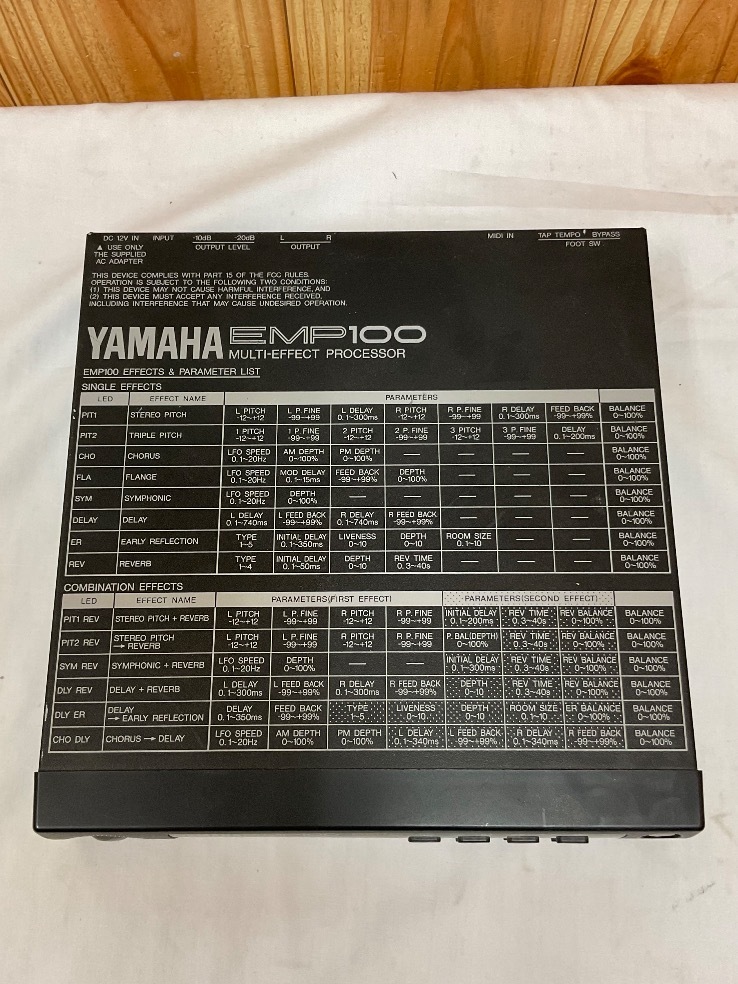 DC 12V IN INPUT -10dB -20dB L R MIDI IN TAP TEMPO BYPASS
▲ USE ONLY OUTPUT LEVEL OUTPUT FOOT SW
THE SUPPLIED
AC ADAPTER
THIS DEVICE COMPLIES WITH PART 15 OF THE FCC RULES.
OPERATION IS SUBJECT TO THE FOLLOWING TWO CONDITIONS:
(1) THIS DEVICE MAY NOT CAUSE HARMFUL INTERFERENCE, AND
(2) THIS DEVICE MUST ACCEPT ANY INTERFERENCE RECEIVED,
INCLUDING INTERFERENCE THAT MAY CAUSE UNDESIRED OPERATION.
YAMAHA EMP100
MULTI-EFFECT PROCESSOR
EMP100 EFFECTS & PARAMETER LIST
SINGLE EFFECTS
LED EFFECT NAME PARAMETERS
PIT1 STEREO PITCH L PITCH L P. FINE L DELAY R PITCH R P. FINE R DELAY FEED BACK BALANCE
-12~+12 -99~+99 0.1~300ms -12~+12 -99~+99 0.1~300ms -99~+99% 0~100%
PIT2 TRIPLE PITCH 1 PITCH 1 P. FINE 2 PITCH 2 P. FINE 3 PITCH 3 P. FINE DELAY BALANCE
-12~+12 -99~+99 -12~+12 -99~+99 -12~+12 -99~+99 0.1~200ms 0~100%
CHO CHORUS LFO SPEED AM DEPTH PM DEPTH — — — — BALANCE
0.1~20Hz 0~100% 0~100% 0~100%
FLA FLANGE LFO SPEED MOD DELAY FEED BACK DEPTH — — — BALANCE
0.1~20Hz 0.1~15ms -99~+99% 0~100% 0~100%
SYM SYMPHONIC LFO SPEED DEPTH — — — — — BALANCE
0.1~20Hz 0~100% 0~100%
DELAY DELAY L DELAY L FEED BACK R DELAY R FEED BACK — — — BALANCE
0.1~740ms -99~+99% 0.1~740ms -99~+99% 0~100%
ER EARLY REFLECTION TYPE INITIAL DELAY LIVENESS DEPTH ROOM SIZE — — BALANCE
1~5 0.1~350ms 0~10 0~10 0.1~10 0~100%
REV REVERB TYPE INITIAL DELAY DEPTH REV TIME — — — BALANCE
1~4 0.1~50ms 0~10 0.3~40s 0~100%
COMBINATION EFFECTS
LED EFFECT NAME PARAMETERS(FIRST EFFECT) PARAMETERS(SECOND EFFECT)
PIT1 REV STEREO PITCH + REVERB L PITCH L P. FINE R PITCH R P. FINE INITIAL DELAY REV TIME REV BALANCE BALANCE
-12~+12 -99~+99 -12~+12 -99~+99 0.1~200ms 0.3~40s 0~100% 0~100%
PIT2 REV STEREO PITCH L PITCH L P. FINE R PITCH R P. FINE P. BAL(DEPTH) REV TIME REV BALANCE BALANCE
→ REVERB -12~+12 -99~+99 -12~+12 -99~+99 0~100% 0.3~40s 0~100% 0~100%
SYM REV SYMPHONIC + REVERB LFO SPEED DEPTH — — INITIAL DELAY REV TIME REV BALANCE BALANCE
0.1~20Hz 0~100% 0.1~300ms 0.3~40s 0~100% 0~100%
DLY REV DELAY + REVERB L DELAY L FEED BACK R DELAY R FEED BACK DEPTH REV TIME REV BALANCE BALANCE
0.1~300ms -99~+99% 0.1~300ms -99~+99% 0~10 0.3~40s 0~100% 0~100%
DLY ER DELAY DELAY FEED BACK TYPE LIVENESS DEPTH ROOM SIZE ER BALANCE BALANCE
→ EARLY REFLECTION 0.1~350ms -99~+99% 1~5 0~10 0~10 0.1~10 0~100% 0~100%
CHO DLY CHORUS → DELAY LFO SPEED AM DEPTH PM DEPTH L DELAY L FEED BACK R DELAY R FEED BACK BALANCE
0.1~20Hz 0~100% 0~100% 0.1~340ms -99~+99% 0.1~340ms -99~+99% 0~100%